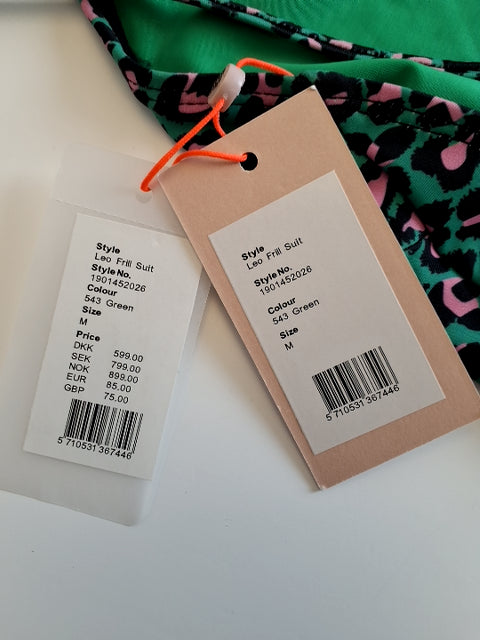 Style
Leo Frill Suit
Style No.
1901452026
Colour
543 Green
Size
M
Price
DKK 599.00
SEK 799.00
NOK 899.00
EUR 85.00
GBP 75.00
5 710531 367446
Style
Leo Frill Suit
Style No.
1901452026
Colour
543 Green
Size
M
5 710531 367446